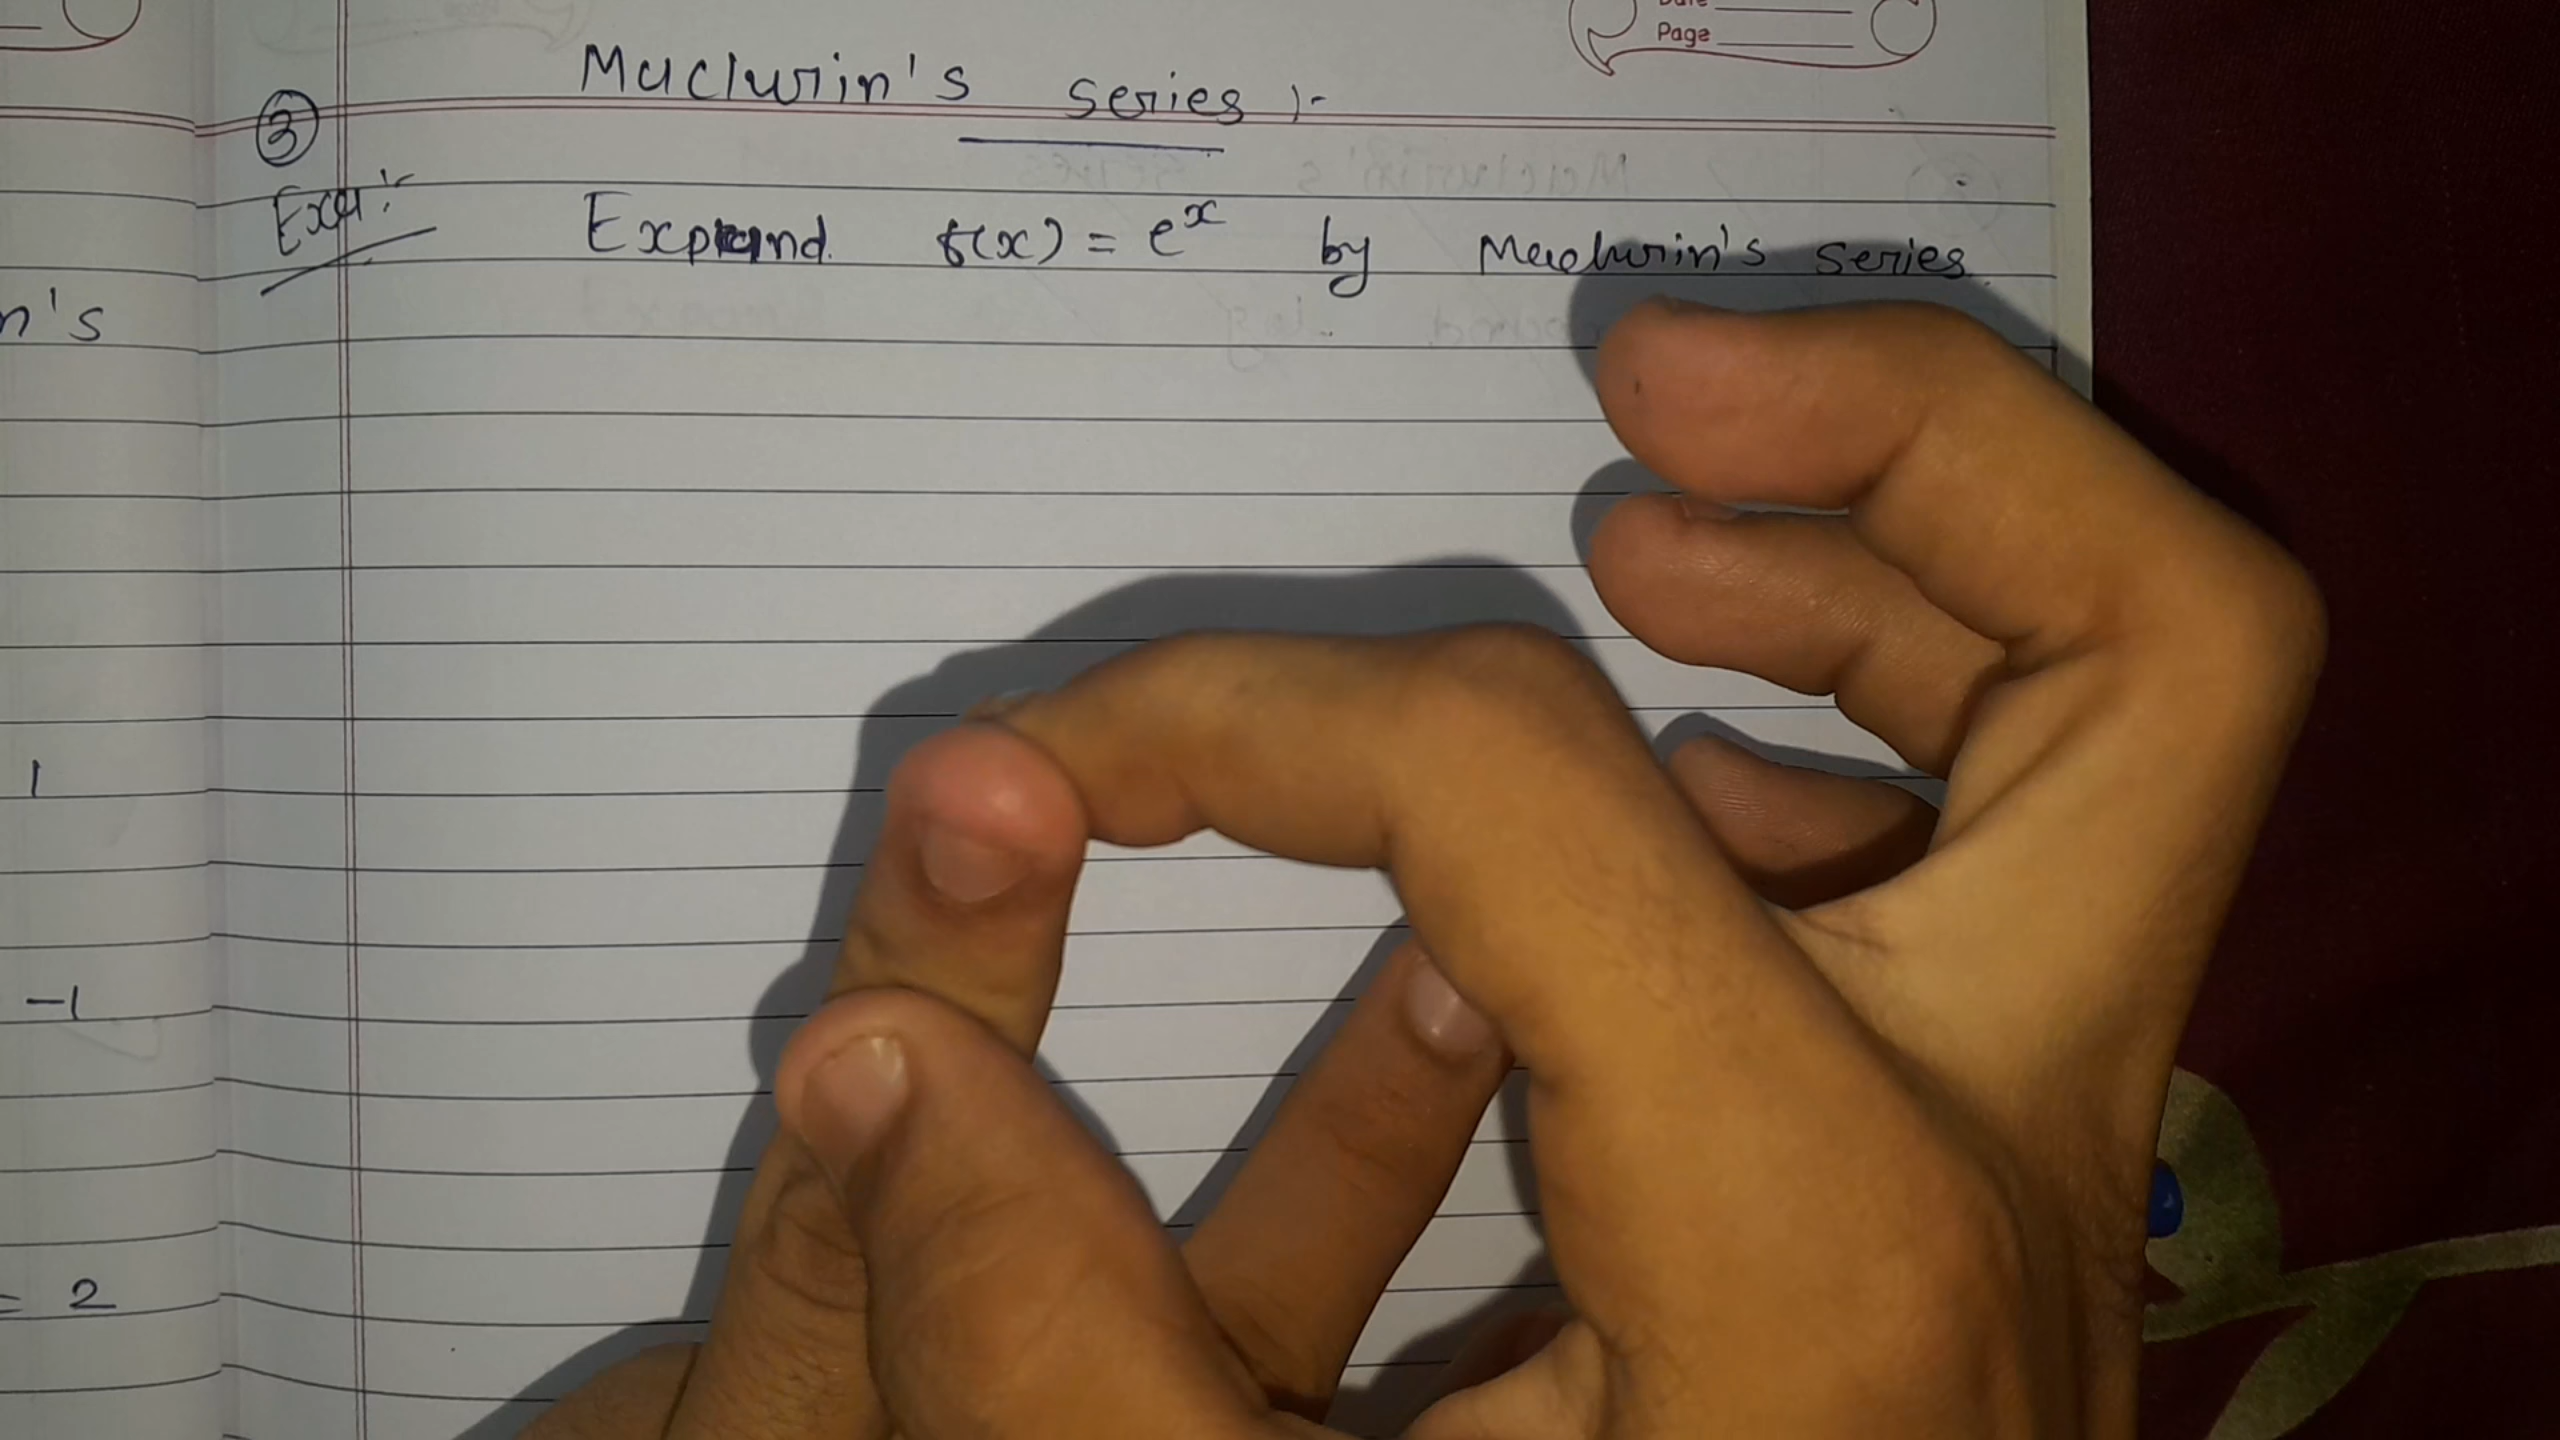 Page
Maclurin's series :-
3
Exa :-
Expand f(x) = e^x by Maclurin's series.
n's
1
-1
= 2